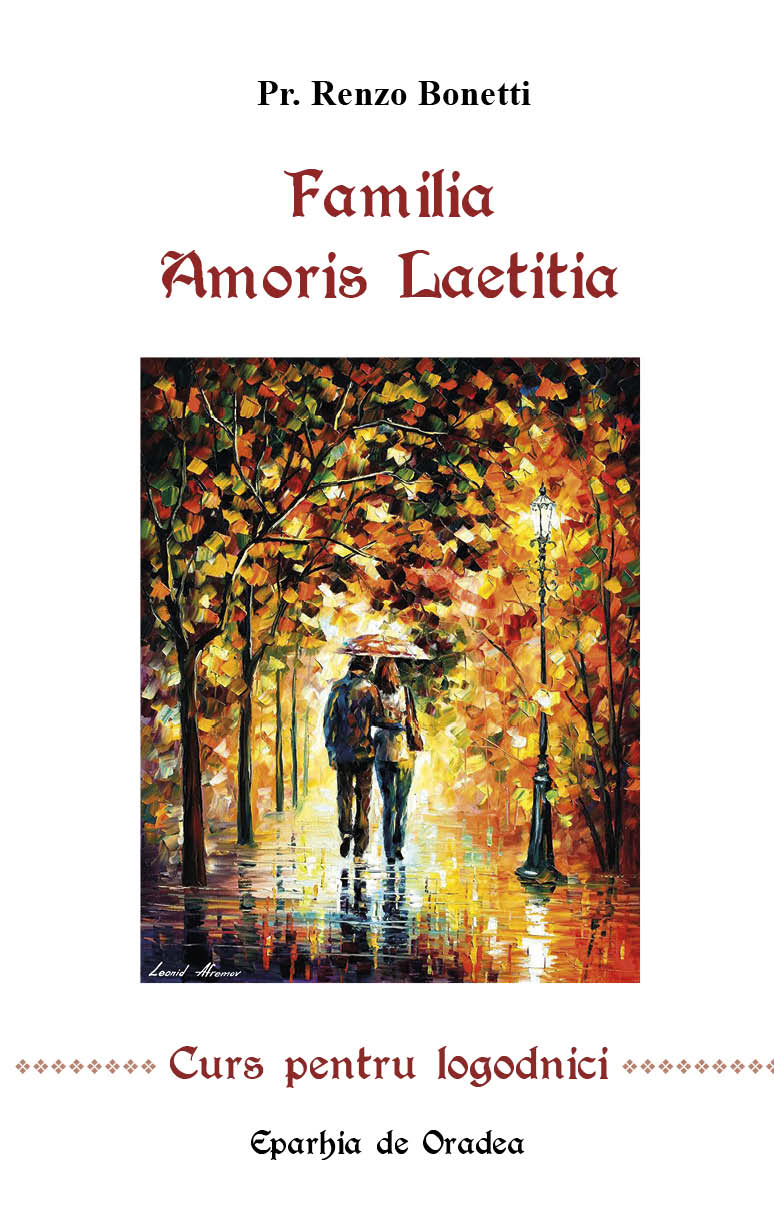 Pr. Renzo Bonetti
Familia
Amoris Laetitia
Leonid Afremov
Curs pentru logodnici
Eparhia de Oradea